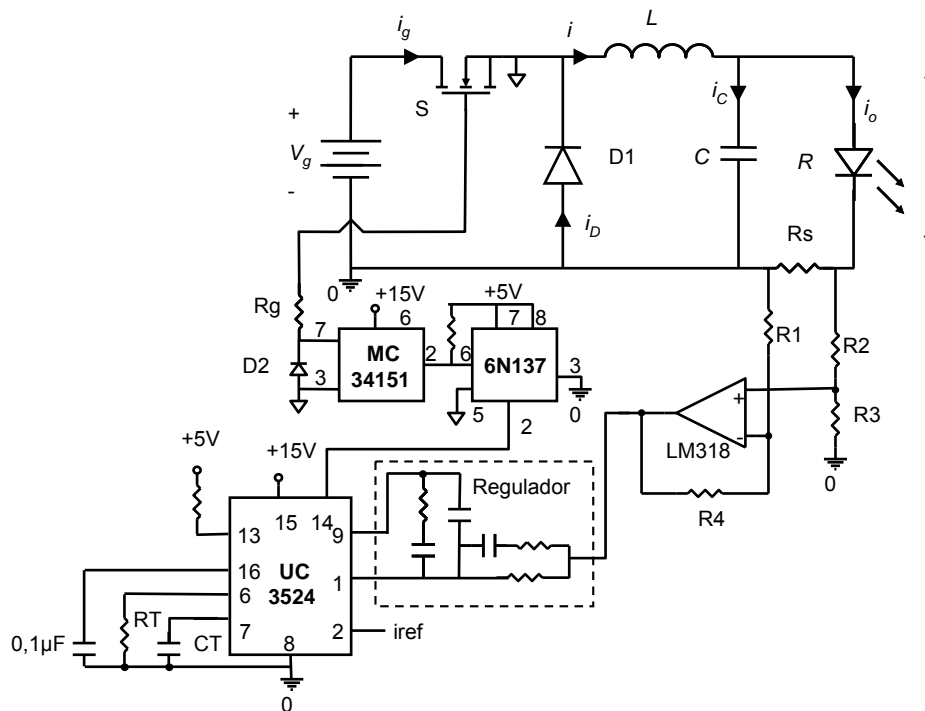 i_g
i
L
S
+
V_g
-
D1
i_D
i_C
C
i_o
R
Rs
0
+15V
+5V
Rg
7
6
7
8
D2
MC
34151
2
6
6N137
3
3
5
2
0
R1
R2
+
-
LM318
R3
0
R4
+5V
+15V
Regulador
15
14
9
13
16
UC
3524
1
6
RT
7
CT
2
iref
0,1µF
8
0